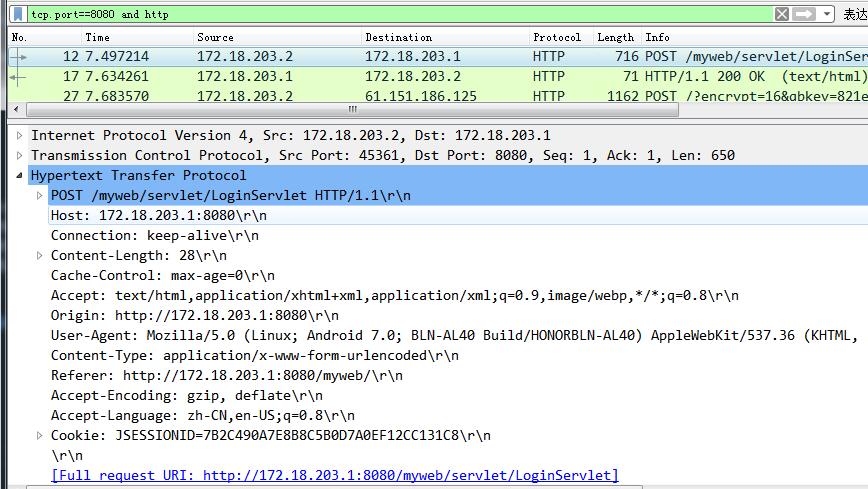 tcp.port==8080 and http 表达
No. Time Source Destination Protocol Length Info
12 7.497214 172.18.203.2 172.18.203.1 HTTP 716 POST /myweb/servlet/LoginSer
17 7.634261 172.18.203.1 172.18.203.2 HTTP 71 HTTP/1.1 200 OK (text/html)
27 7.683570 172.18.203.2 61.151.186.125 HTTP 1162 POST /?encrypt=16&qbkey=821e
Internet Protocol Version 4, Src: 172.18.203.2, Dst: 172.18.203.1
Transmission Control Protocol, Src Port: 45361, Dst Port: 8080, Seq: 1, Ack: 1, Len: 650
Hypertext Transfer Protocol
POST /myweb/servlet/LoginServlet HTTP/1.1\r\n
Host: 172.18.203.1:8080\r\n
Connection: keep-alive\r\n
Content-Length: 28\r\n
Cache-Control: max-age=0\r\n
Accept: text/html,application/xhtml+xml,application/xml;q=0.9,image/webp,*/*;q=0.8\r\n
Origin: http://172.18.203.1:8080\r\n
User-Agent: Mozilla/5.0 (Linux; Android 7.0; BLN-AL40 Build/HONORBLN-AL40) AppleWebKit/537.36 (KHTML,
Content-Type: application/x-www-form-urlencoded\r\n
Referer: http://172.18.203.1:8080/myweb/\r\n
Accept-Encoding: gzip, deflate\r\n
Accept-Language: zh-CN,en-US;q=0.8\r\n
Cookie: JSESSIONID=7B2C490A7E8B8C5B0D7A0EF12CC131C8\r\n
\r\n
[Full request URI: http://172.18.203.1:8080/myweb/servlet/LoginServlet]